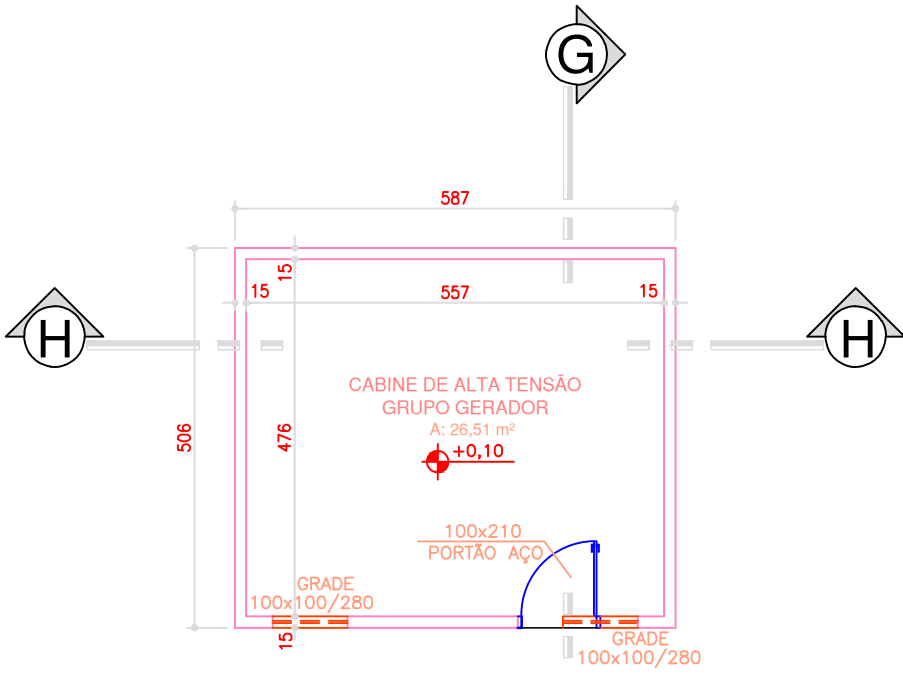 G
587
15
15
557
15
H
H
CABINE DE ALTA TENSÃO
GRUPO GERADOR
A: 26,51 m²
+0,10
506
476
100x210
PORTÃO AÇO
GRADE
100x100/280
15
GRADE
100x100/280